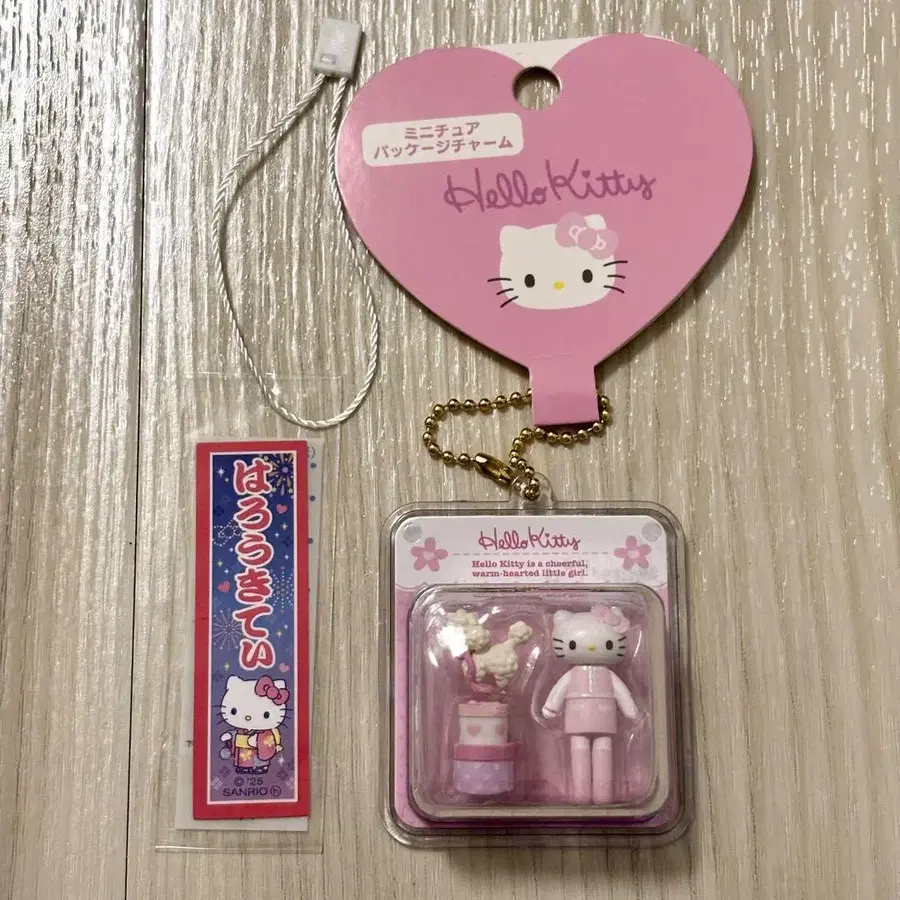 ミニチュア
パッケージチャーム
Hello Kitty
はろうきてぃ
© '25
SANRIO h
Hello Kitty
Hello Kitty is a cheerful,
warm-hearted little girl.